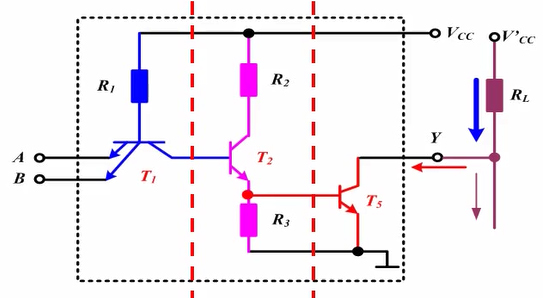 V_CC
V'_CC
R_1
R_2
R_L
A
B
T_1
T_2
T_5
Y
R_3